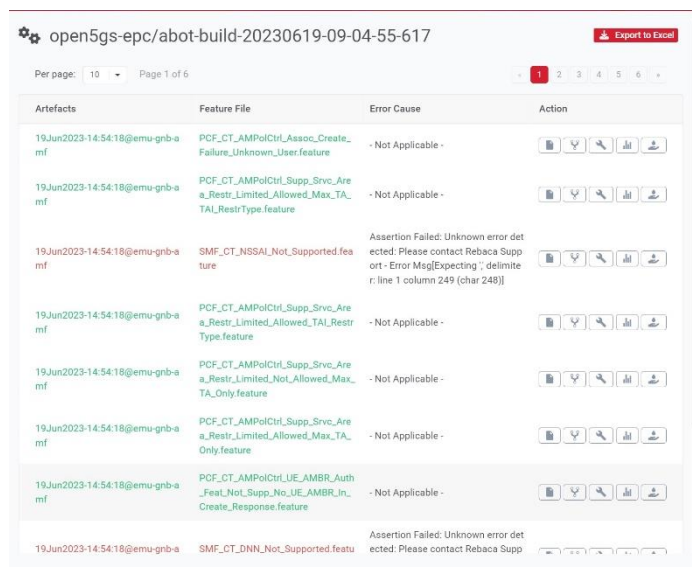 open5gs-epc/abot-build-20230619-09-04-55-617
Export to Excel
Per page: 10 Page 1 of 6
« 1 2 3 4 5 6 »
Artefacts Feature File Error Cause Action
19Jun2023-14:54:18@emu-gnb-a
mf
PCF_CT_AMPolCtrl_Assoc_Create_
Failure_Unknown_User.feature
- Not Applicable -
19Jun2023-14:54:18@emu-gnb-a
mf
PCF_CT_AMPolCtrl_Supp_Srvc_Are
a_Restr_Limited_Allowed_Max_TA_
TAI_RestrType.feature
- Not Applicable -
19Jun2023-14:54:18@emu-gnb-a
mf
SMF_CT_NSSAI_Not_Supported.fea
ture
Assertion Failed: Unknown error det
ected: Please contact Rebaca Supp
ort - Error Msg[Expecting ',' delimite
r: line 1 column 249 (char 248)]
19Jun2023-14:54:18@emu-gnb-a
mf
PCF_CT_AMPolCtrl_Supp_Srvc_Are
a_Restr_Limited_Allowed_TAI_Restr
Type.feature
- Not Applicable -
19Jun2023-14:54:18@emu-gnb-a
mf
PCF_CT_AMPolCtrl_Supp_Srvc_Are
a_Restr_Limited_Not_Allowed_Max_
TA_Only.feature
- Not Applicable -
19Jun2023-14:54:18@emu-gnb-a
mf
PCF_CT_AMPolCtrl_Supp_Srvc_Are
a_Restr_Limited_Allowed_Max_TA_
Only.feature
- Not Applicable -
19Jun2023-14:54:18@emu-gnb-a
mf
PCF_CT_AMPolCtrl_UE_AMBR_Auth
_Feat_Not_Supp_No_UE_AMBR_In_
Create_Response.feature
- Not Applicable -
19Jun2023-14:54:18@emu-gnb-a
SMF_CT_DNN_Not_Supported.featu
Assertion Failed: Unknown error det
ected: Please contact Rebaca Supp